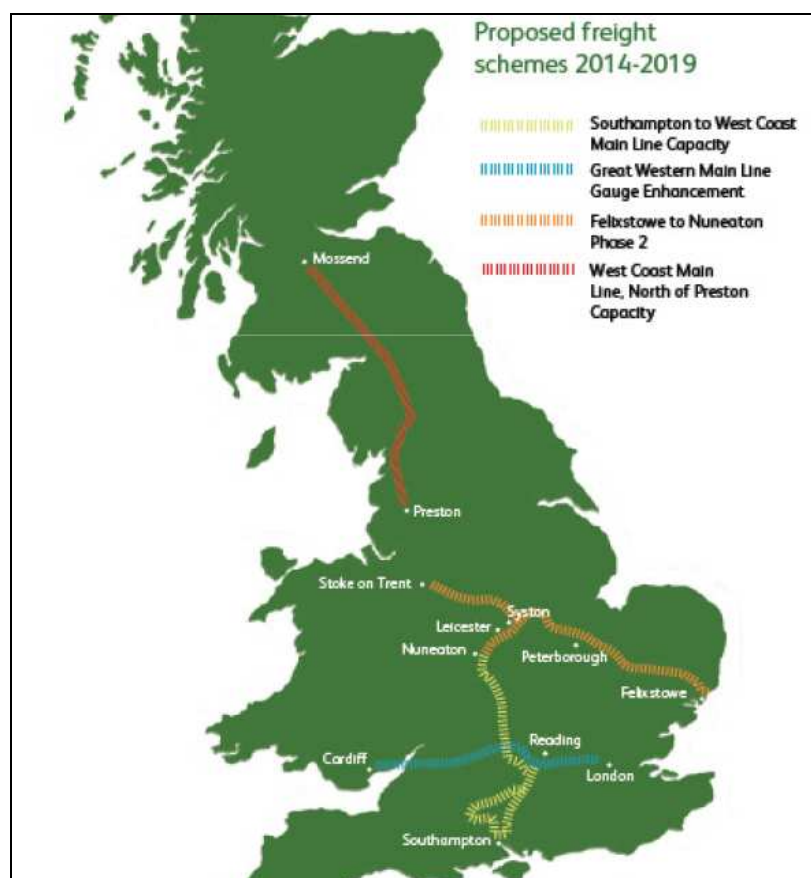 Proposed freight
schemes 2014-2019
Southampton to West Coast
Main Line Capacity
Great Western Main Line
Gauge Enhancement
Felixstowe to Nuneaton
Phase 2
West Coast Main
Line, North of Preston
Capacity
Mossend
Preston
Stoke on Trent
Syston
Leicester
Nuneaton
Peterborough
Felixstowe
Reading
Cardiff
London
Southampton